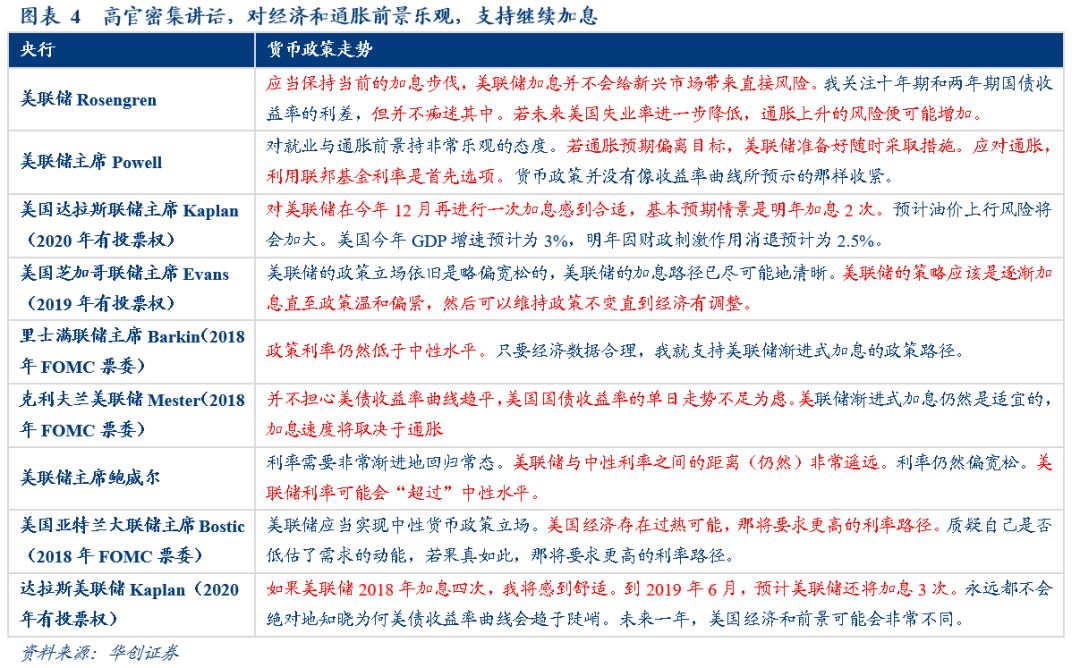 图表 4 高官密集讲话，对经济和通胀前景乐观，支持继续加息
央行
货币政策走势
美联储 Rosengren
应当保持当前的加息步伐，美联储加息并不会给新兴市场带来直接风险。我关注十年期和两年期国债收
益率的利差，但并不痴迷其中。若未来美国失业率进一步降低，通胀上升的风险便可能增加。
美联储主席 Powell
对就业与通胀前景持非常乐观的态度。若通胀预期偏离目标，美联储准备好随时采取措施。应对通胀，
利用联邦基金利率是首先选项。货币政策并没有像收益率曲线所预示的那样收紧。
美国达拉斯联储主席 Kaplan
（2020 年有投票权）
对美联储在今年 12 月再进行一次加息感到合适，基本预期情景是明年加息 2 次。预计油价上行风险将
会加大。美国今年 GDP 增速预计为 3%，明年因财政刺激作用消退预计为 2.5%。
美国芝加哥联储主席 Evans
（2019 年有投票权）
美联储的政策立场依旧是略偏宽松的，美联储的加息路径已尽可能地清晰。美联储的策略应该是逐渐加
息直至政策温和偏紧，然后可以维持政策不变直到经济有调整。
里士满联储主席 Barkin（2018
年 FOMC 票委）
政策利率仍然低于中性水平。只要经济数据合理，我就支持美联储渐进式加息的政策路径。
克利夫兰美联储 Mester（2018
年 FOMC 票委）
并不担心美债收益率曲线趋平，美国国债收益率的单日走势不足为虑。美联储渐进式加息仍然是适宜的，
加息速度将取决于通胀
美联储主席鲍威尔
利率需要非常渐进地回归常态。美联储与中性利率之间的距离（仍然）非常遥远。利率仍然偏宽松。美
联储利率可能会“超过”中性水平。
美国亚特兰大联储主席 Bostic
（2018 年 FOMC 票委）
美联储应当实现中性货币政策立场。美国经济存在过热可能，那将要求更高的利率路径。质疑自己是否
低估了需求的动能，若果真如此，那将要求更高的利率路径。
达拉斯美联储 Kaplan（2020
年有投票权）
如果美联储 2018 年加息四次，我将感到舒适。到 2019 年 6 月，预计美联储还将加息 3 次。永远都不会
绝对地知晓为何美债收益率曲线会趋于陡峭。未来一年，美国经济和前景可能会非常不同。
资料来源：华创证券